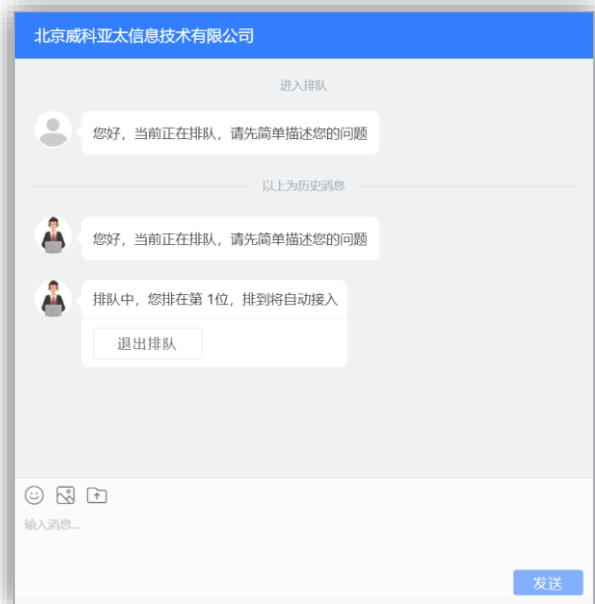 北京威科亚太信息技术有限公司
进入排队
您好，当前正在排队，请先简单描述您的问题
以上为历史消息
您好，当前正在排队，请先简单描述您的问题
排队中，您排在第 1位，排到将自动接入
退出排队
输入消息...
发送